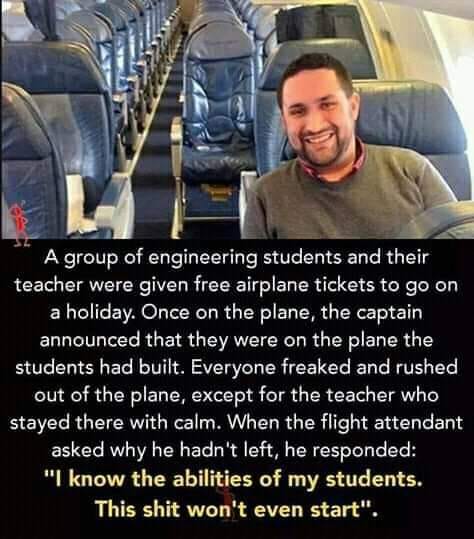 A group of engineering students and their
teacher were given free airplane tickets to go on
a holiday. Once on the plane, the captain
announced that they were on the plane the
students had built. Everyone freaked and rushed
out of the plane, except for the teacher who
stayed there with calm. When the flight attendant
asked why he hadn't left, he responded:
"I know the abilities of my students.
This shit won't even start".